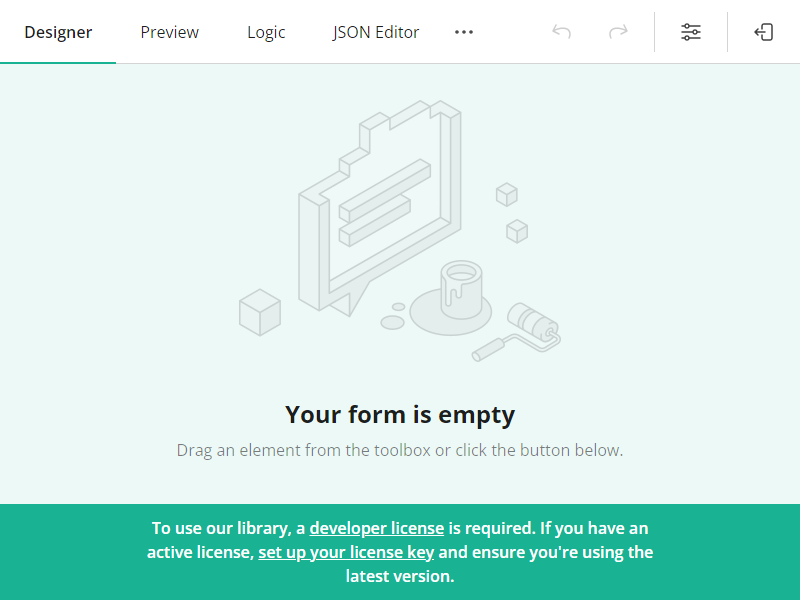 Designer Preview Logic JSON Editor
Your form is empty
Drag an element from the toolbox or click the button below.
To use our library, a developer license is required. If you have an
active license, set up your license key and ensure you're using the
latest version.